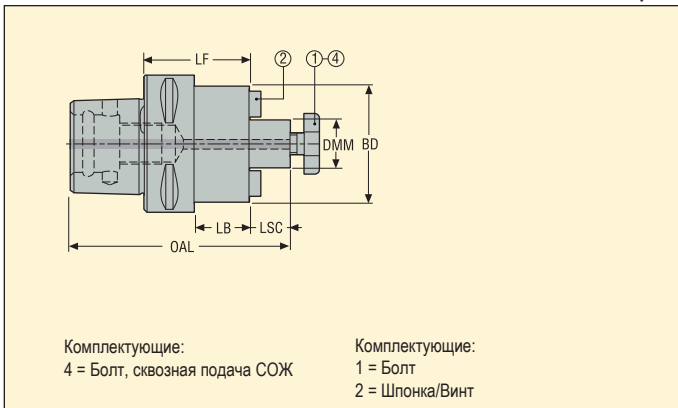 LF
② ①-④
DMM BD
LB LSC
OAL
Комплектующие:
4 = Болт, сквозная подача СОЖ
Комплектующие:
1 = Болт
2 = Шпонка/Винт